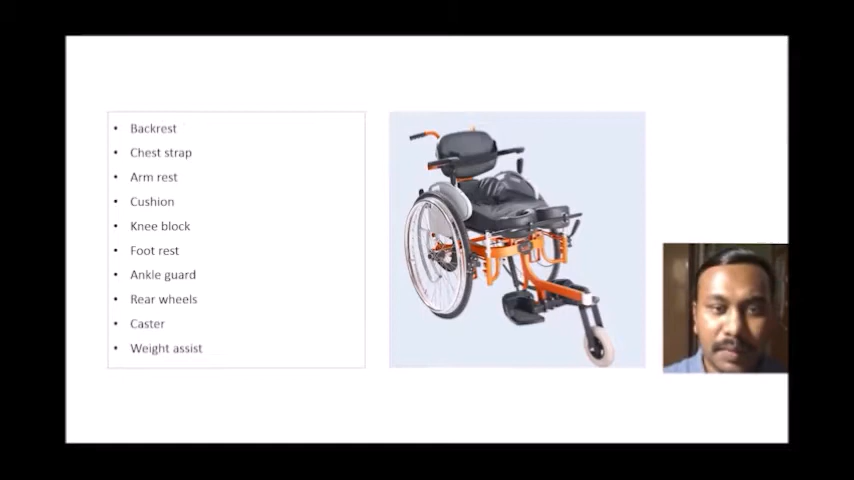 • Backrest
• Chest strap
• Arm rest
• Cushion
• Knee block
• Foot rest
• Ankle guard
• Rear wheels
• Caster
• Weight assist